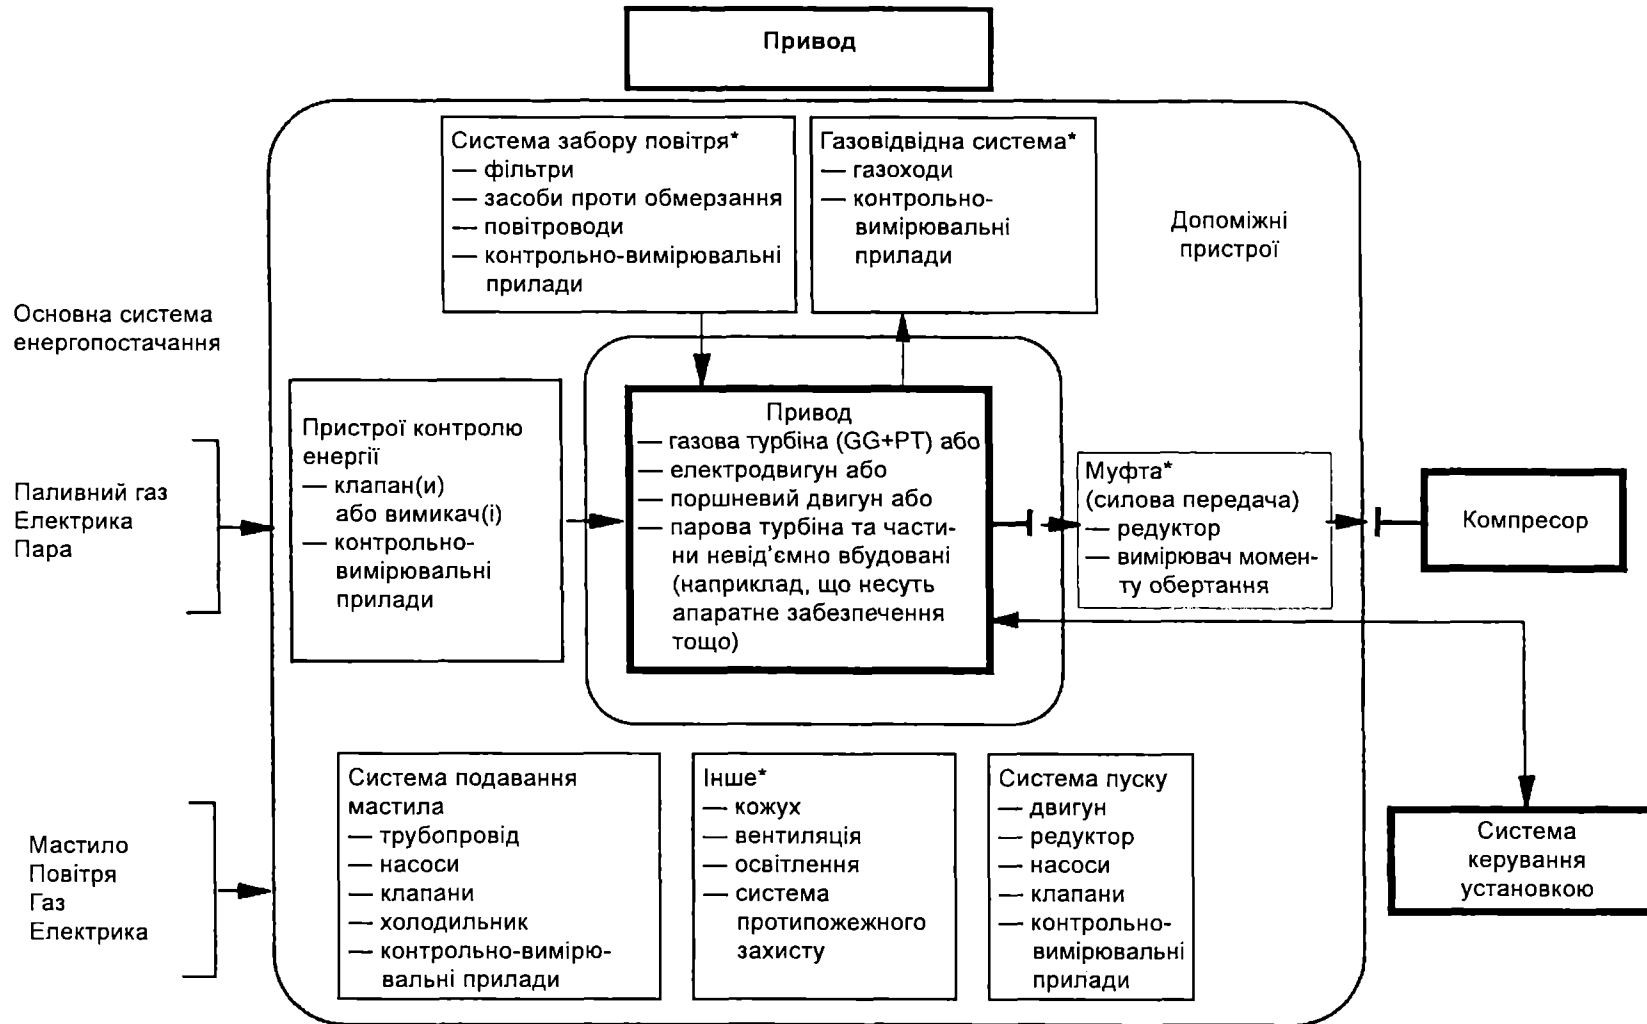 Привод
Система забору повітря*
— фільтри
— засоби проти обмерзання
— повітроводи
— контрольно-вимірювальні
прилади
Газовідвідна система*
— газоходи
— контрольно-
вимірювальні
прилади
Допоміжні
пристрої
Основна система
енергопостачання
Паливний газ
Електрика
Пара
Пристрої контролю
енергії
— клапан(и)
або вимикач(і)
— контрольно-
вимірювальні
прилади
Привод
— газова турбіна (GG+PT) або
— електродвигун або
— поршневий двигун або
— парова турбіна та части-
ни невід’ємно вбудовані
(наприклад, що несуть
апаратне забезпечення
тощо)
Муфта*
(силова передача)
— редуктор
— вимірювач момен-
ту обертання
Компресор
Мастило
Повітря
Газ
Електрика
Система подавання
мастила
— трубопровід
— насоси
— клапани
— холодильник
— контрольно-вимірю-
вальні прилади
Інше*
— кожух
— вентиляція
— освітлення
— система
протипожежного
захисту
Система пуску
— двигун
— редуктор
— насоси
— клапани
— контрольно-
вимірювальні
прилади
Система
керування
установкою